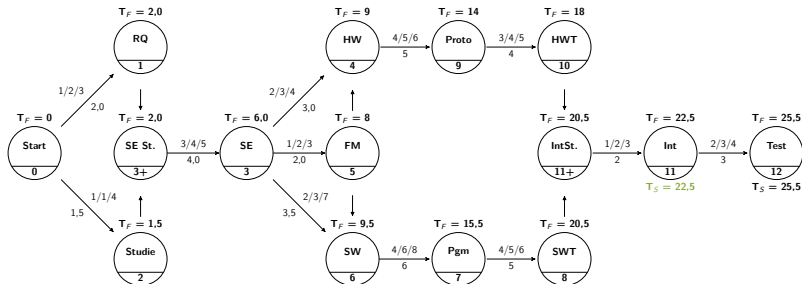 T_F = 2,0
RQ
1
T_F = 9
HW
4
4/5/6
5
T_F = 14
Proto
9
3/4/5
4
T_F = 18
HWT
10
1/2/3
2,0
2/3/4
3,0
T_F = 0
Start
0
T_F = 2,0
SE St.
3+
3/4/5
4,0
T_F = 6,0
SE
3
1/2/3
2,0
T_F = 8
FM
5
T_F = 20,5
IntSt.
11+
1/2/3
2
T_F = 22,5
Int
11
T_S = 22,5
2/3/4
3
T_F = 25,5
Test
12
T_S = 25,5
1/1/4
1,5
2/3/7
3,5
T_F = 1,5
Studie
2
T_F = 9,5
SW
6
4/6/8
6
T_F = 15,5
Pgm
7
4/5/6
5
T_F = 20,5
SWT
8